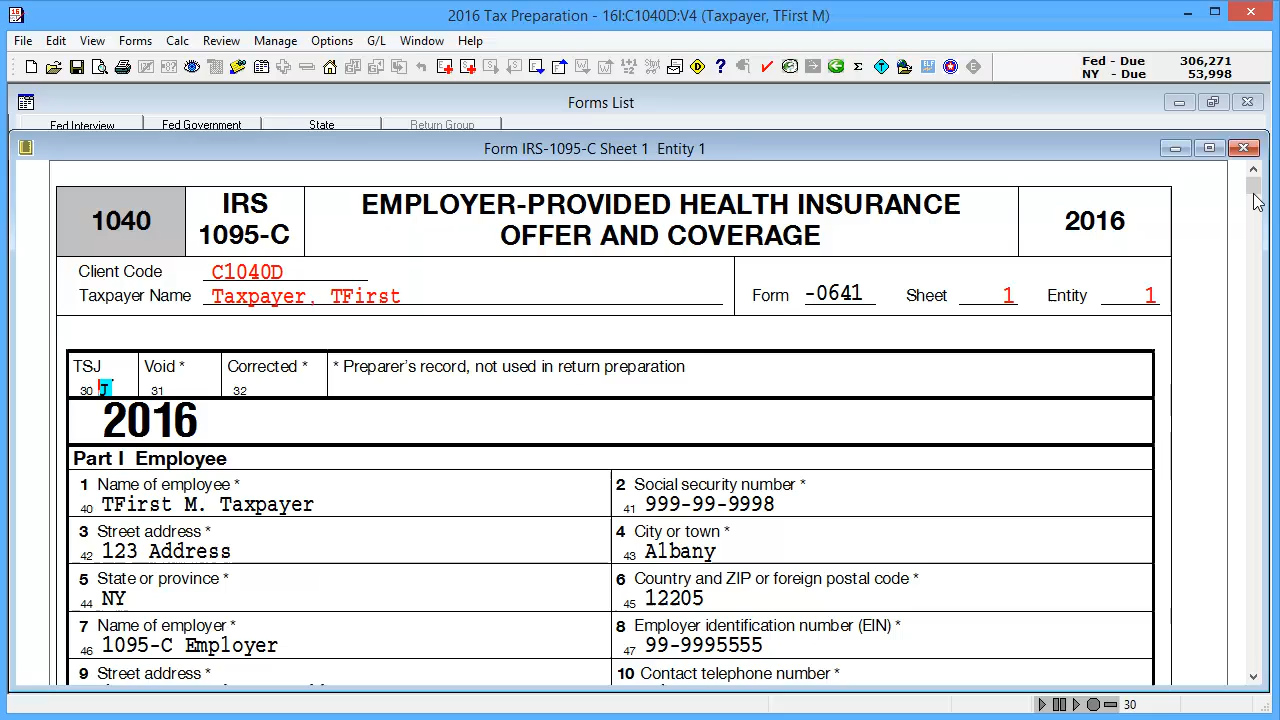 2016 Tax Preparation - 16I:C1040D:V4 (Taxpayer, TFirst M)
File Edit View Forms Calc Review Manage Options G/L Window Help
Fed - Due 306,271
NY - Due 53,998
Forms List
Fed Interview Fed Government State Return Group
Form IRS-1095-C Sheet 1 Entity 1
1040 IRS 1095-C EMPLOYER-PROVIDED HEALTH INSURANCE OFFER AND COVERAGE 2016
Client Code C1040D
Taxpayer Name Taxpayer, TFirst Form -0641 Sheet 1 Entity 1
TSJ Void * Corrected * * Preparer's record, not used in return preparation
30 J 31 32
2016
Part I Employee
1 Name of employee * 2 Social security number *
40 TFirst M. Taxpayer 41 999-99-9998
3 Street address * 4 City or town *
42 123 Address 43 Albany
5 State or province * 6 Country and ZIP or foreign postal code *
44 NY 45 12205
7 Name of employer * 8 Employer identification number (EIN) *
46 1095-C Employer 47 99-9995555
9 Street address * 10 Contact telephone number *
30